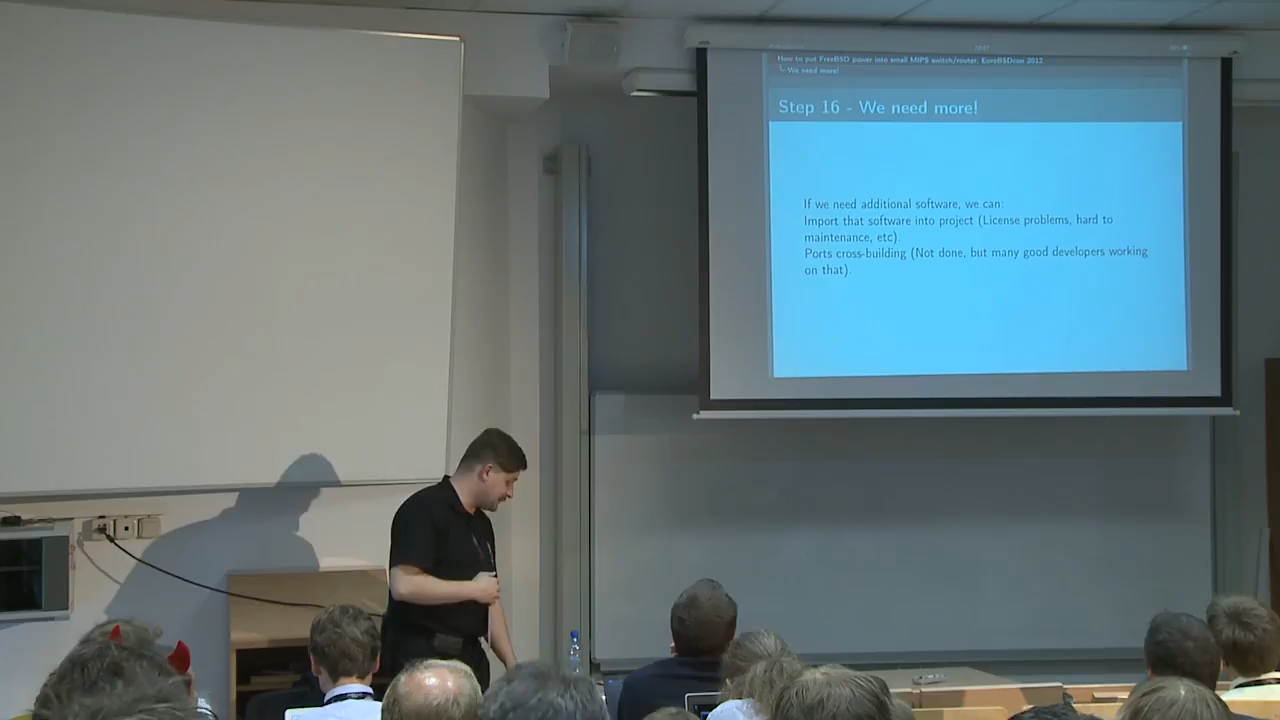 How to put FreeBSD power into small MIPS switch/router. EuroBSDcon 2012
We need more!
Step 16 - We need more!
If we need additional software, we can:
Import that software into project (License problems, hard to
maintenance, etc).
Ports cross-building (Not done, but many good developers working
on that).